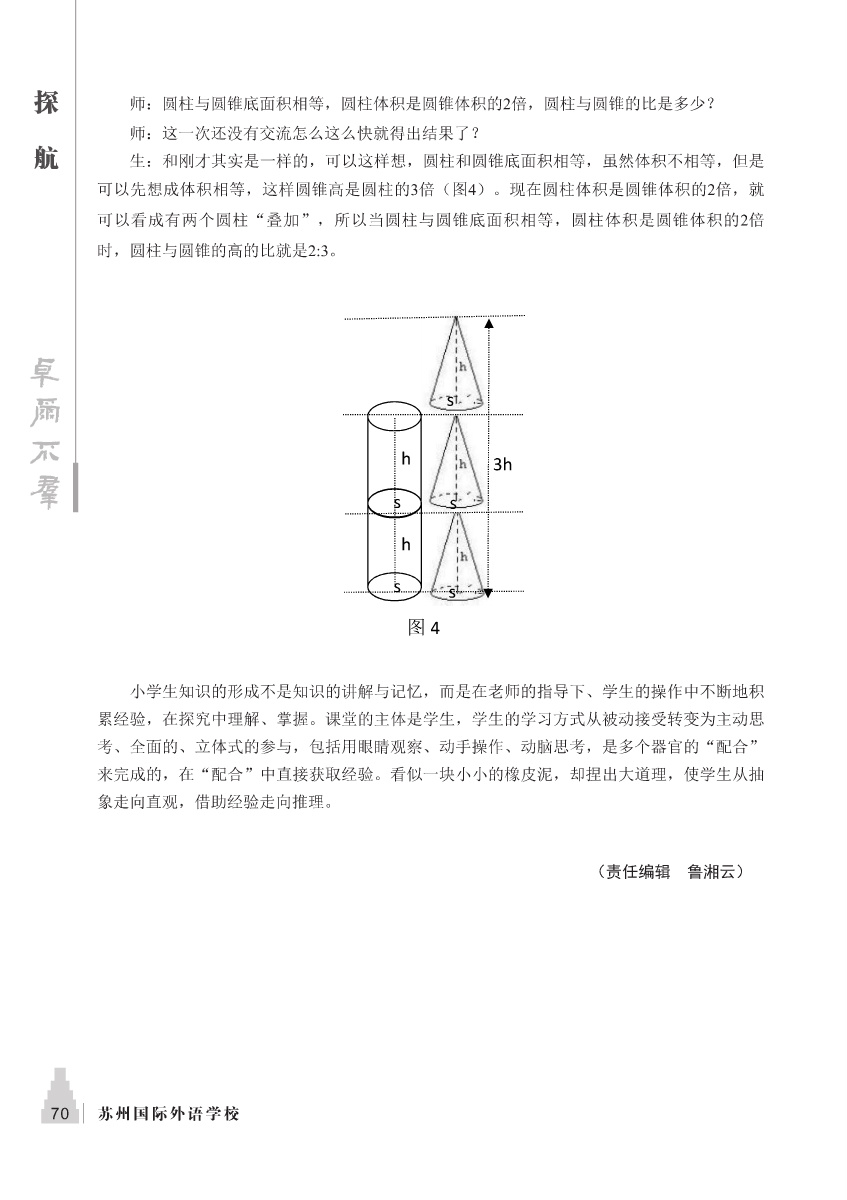 探
航
卓
爾
不
羣
师：圆柱与圆锥底面积相等，圆柱体积是圆锥体积的2倍，圆柱与圆锥的比是多少？
师：这一次还没有交流怎么这么快就得出结果了？
生：和刚才其实是一样的，可以这样想，圆柱和圆锥底面积相等，虽然体积不相等，但是
可以先想成体积相等，这样圆锥高是圆柱的3倍（图4）。现在圆柱体积是圆锥体积的2倍，就
可以看成有两个圆柱“叠加”，所以当圆柱与圆锥底面积相等，圆柱体积是圆锥体积的2倍
时，圆柱与圆锥的高的比就是2:3。
h
s
h
h
3h
s
s
h
h
s
s
图 4
小学生知识的形成不是知识的讲解与记忆，而是在老师的指导下、学生的操作中不断地积
累经验，在探究中理解、掌握。课堂的主体是学生，学生的学习方式从被动接受转变为主动思
考、全面的、立体式的参与，包括用眼睛观察、动手操作、动脑思考，是多个器官的“配合”
来完成的，在“配合”中直接获取经验。看似一块小小的橡皮泥，却捏出大道理，使学生从抽
象走向直观，借助经验走向推理。
（责任编辑　鲁湘云）
70 苏州国际外语学校